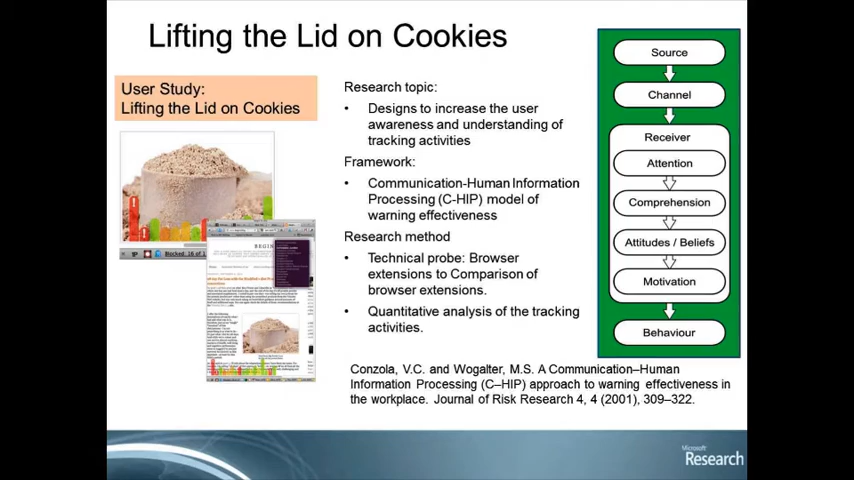 Lifting the Lid on Cookies
User Study:
Lifting the Lid on Cookies
Blocked 16 of
BEGIN
Research topic:
• Designs to increase the user
awareness and understanding of
tracking activities
Framework:
• Communication-Human Information
Processing (C-HIP) model of
warning effectiveness
Research method
• Technical probe: Browser
extensions to Comparison of
browser extensions.
• Quantitative analysis of the tracking
activities.
Source
Channel
Receiver
Attention
Comprehension
Attitudes / Beliefs
Motivation
Behaviour
Conzola, V.C. and Wogalter, M.S. A Communication–Human
Information Processing (C–HIP) approach to warning effectiveness in
the workplace. Journal of Risk Research 4, 4 (2001), 309–322.
Microsoft
Research